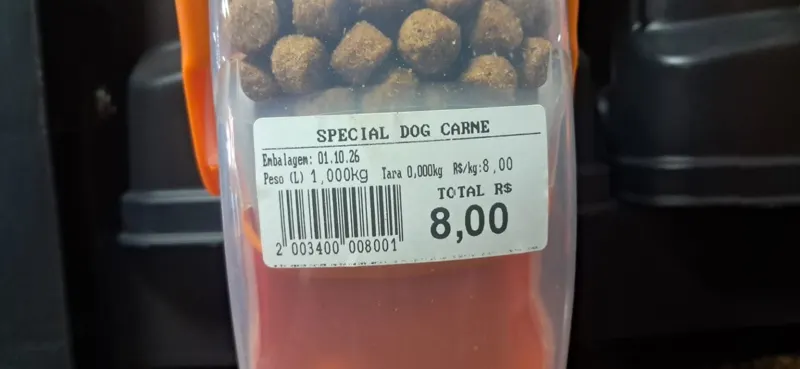 SPECIAL DOG CARNE
Embalagem: 01.10.26
Peso (L) 1,000kg Tara 0,000kg R$/kg:8,00
TOTAL R$
8,00
2 003400 008001